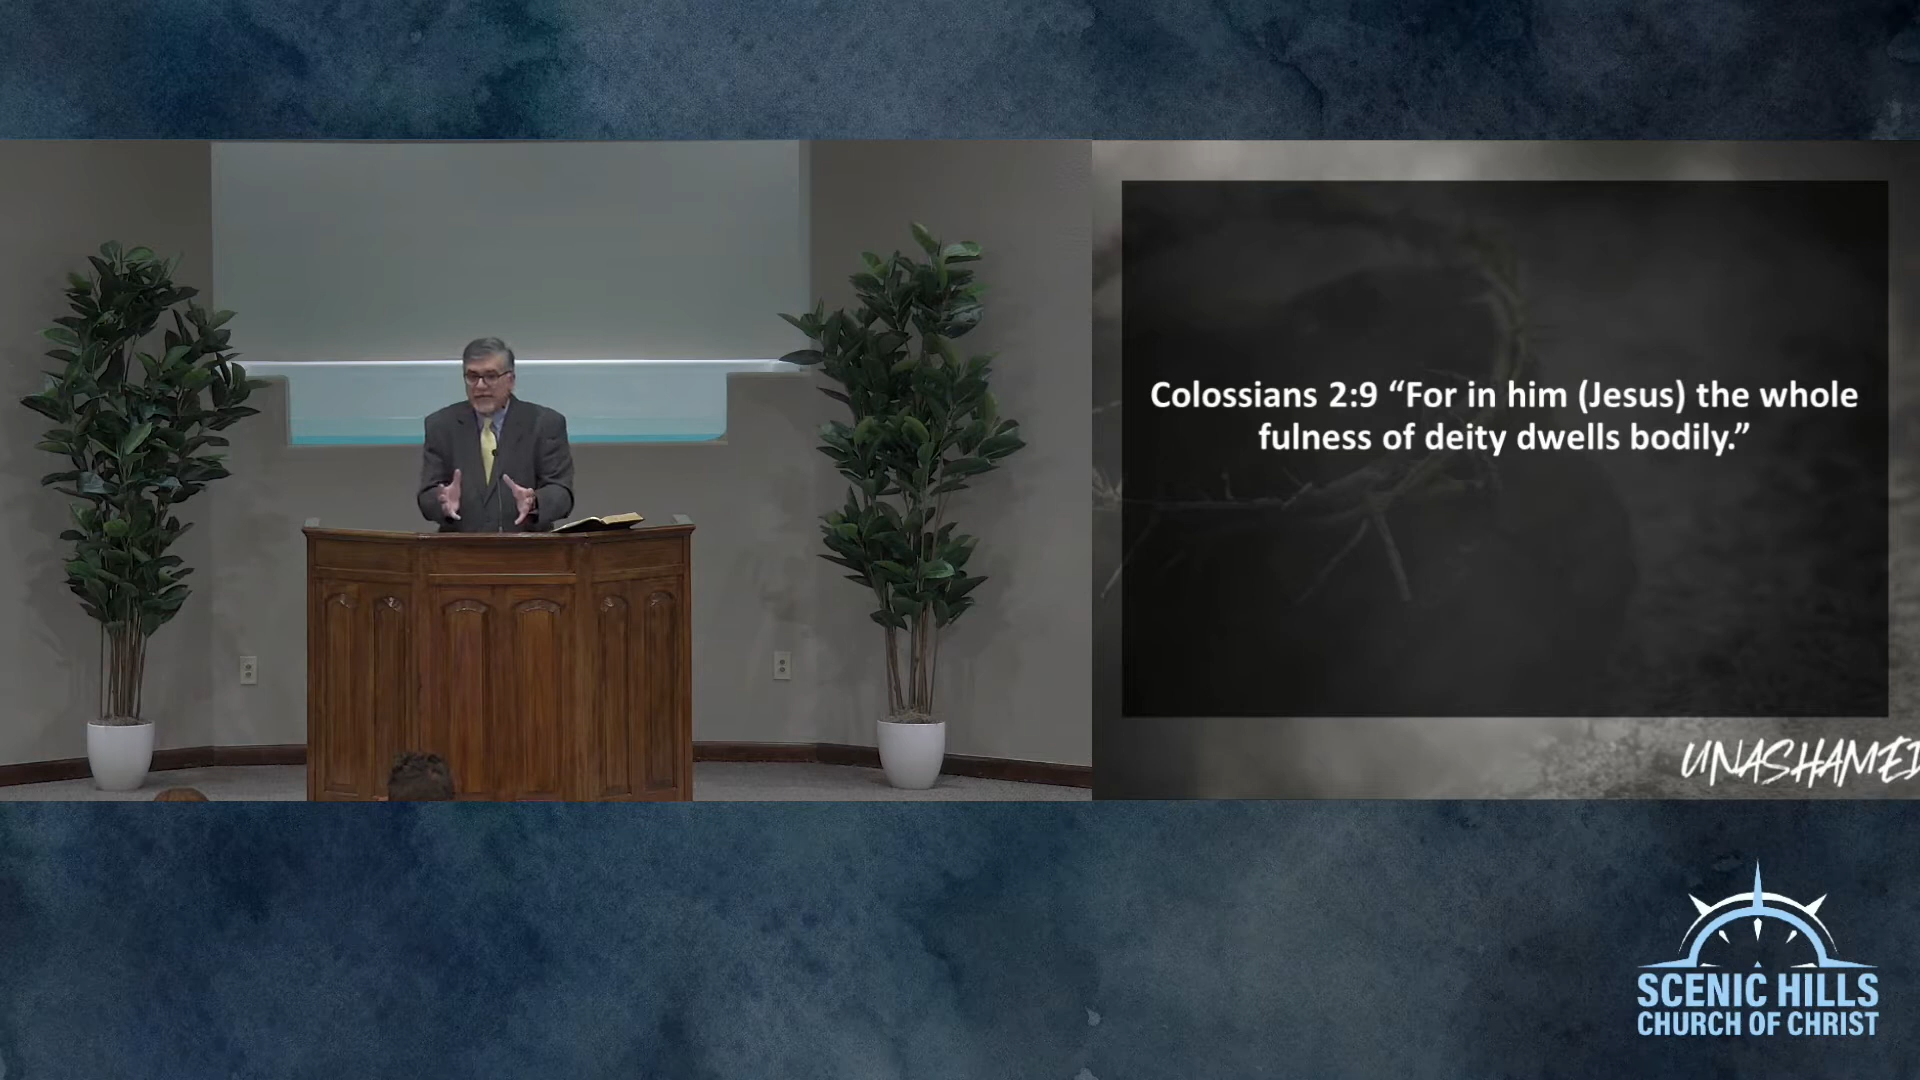 Colossians 2:9 “For in him (Jesus) the whole
fulness of deity dwells bodily.”
UNASHAMED
SCENIC HILLS
CHURCH OF CHRIST